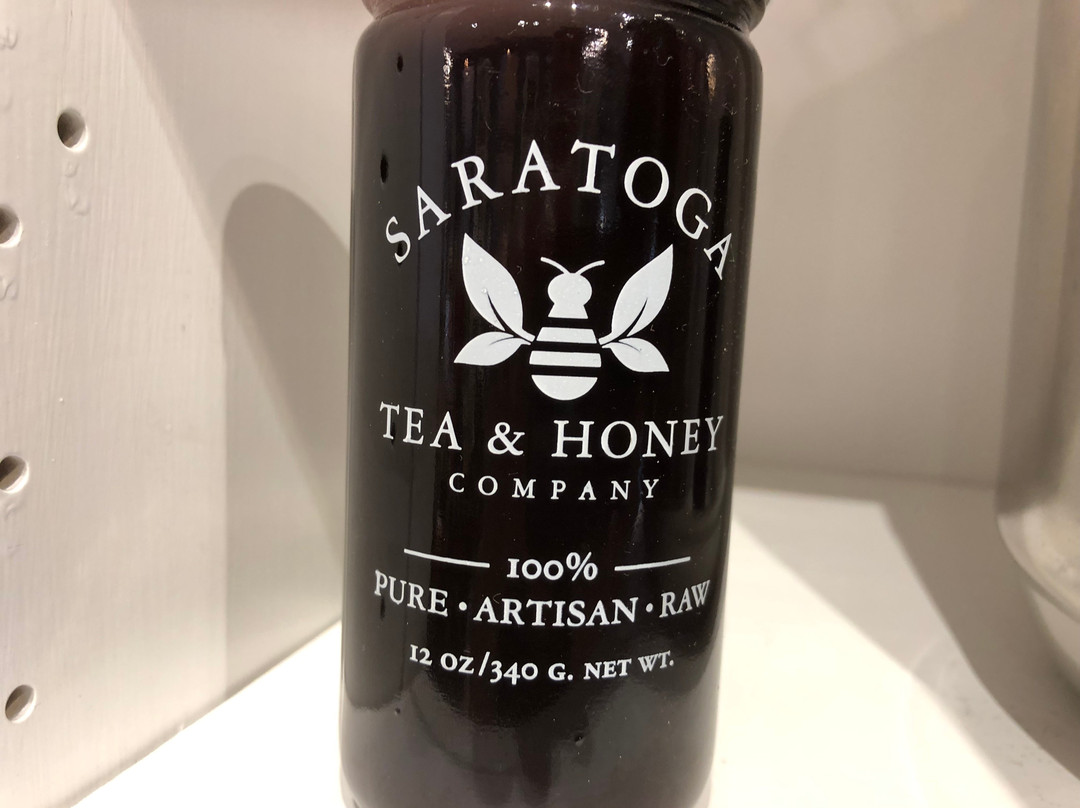 SARATOGA
TEA & HONEY
COMPANY
100%
PURE • ARTISAN • RAW
12 OZ/340 G. NET WT.